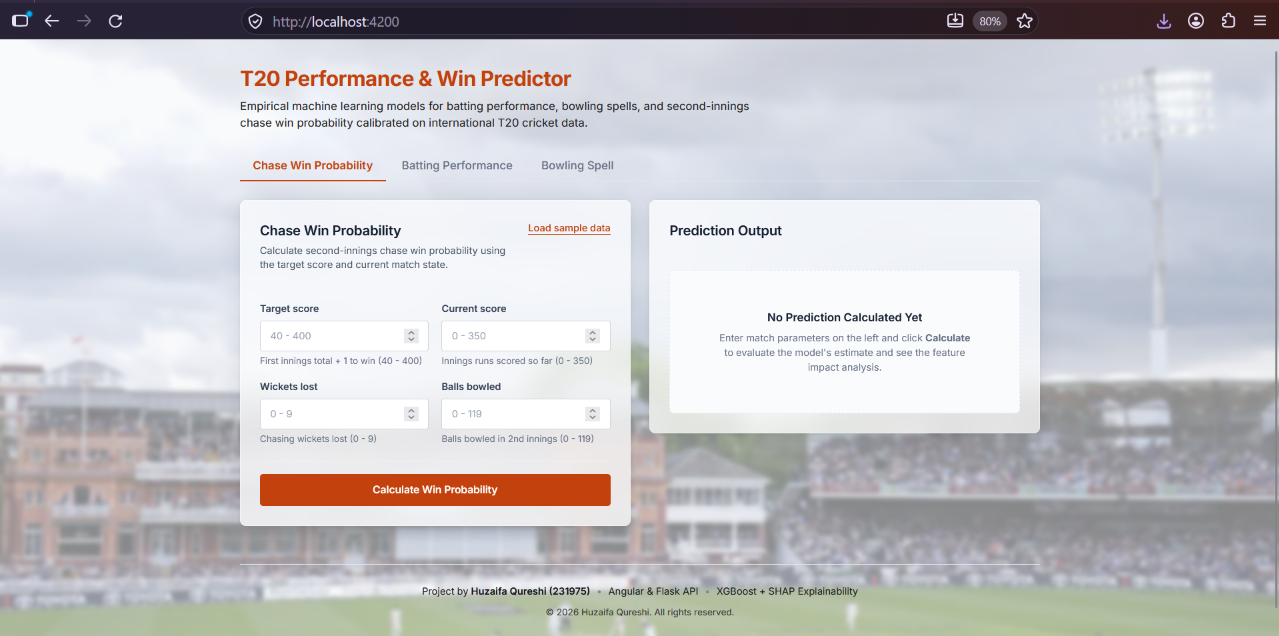 http://localhost:4200
80%
T20 Performance & Win Predictor
Empirical machine learning models for batting performance, bowling spells, and second-innings
chase win probability calibrated on international T20 cricket data.
Chase Win Probability
Batting Performance
Bowling Spell
Chase Win Probability
Load sample data
Calculate second-innings chase win probability using
the target score and current match state.
Target score
Current score
40 - 400
0 - 350
First innings total + 1 to win (40 - 400)
Innings runs scored so far (0 - 350)
Wickets lost
Balls bowled
0 - 9
0 - 119
Chasing wickets lost (0 - 9)
Balls bowled in 2nd innings (0 - 119)
Calculate Win Probability
Prediction Output
No Prediction Calculated Yet
Enter match parameters on the left and click Calculate
to evaluate the model's estimate and see the feature
impact analysis.
Project by Huzaifa Qureshi (231975) • Angular & Flask API • XGBoost + SHAP Explainability
© 2026 Huzaifa Qureshi. All rights reserved.